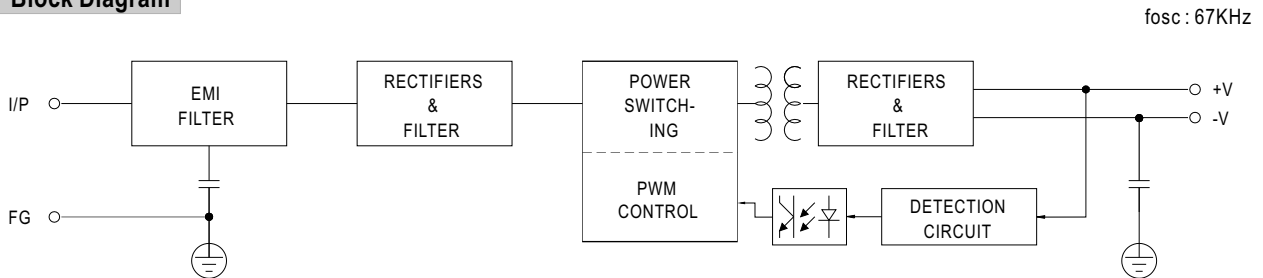 Block Diagram
fosc : 67KHz
I/P
EMI
FILTER
RECTIFIERS
&
FILTER
POWER
SWITCH-
ING
RECTIFIERS
&
FILTER
+V
-V
FG
PWM
CONTROL
DETECTION
CIRCUIT